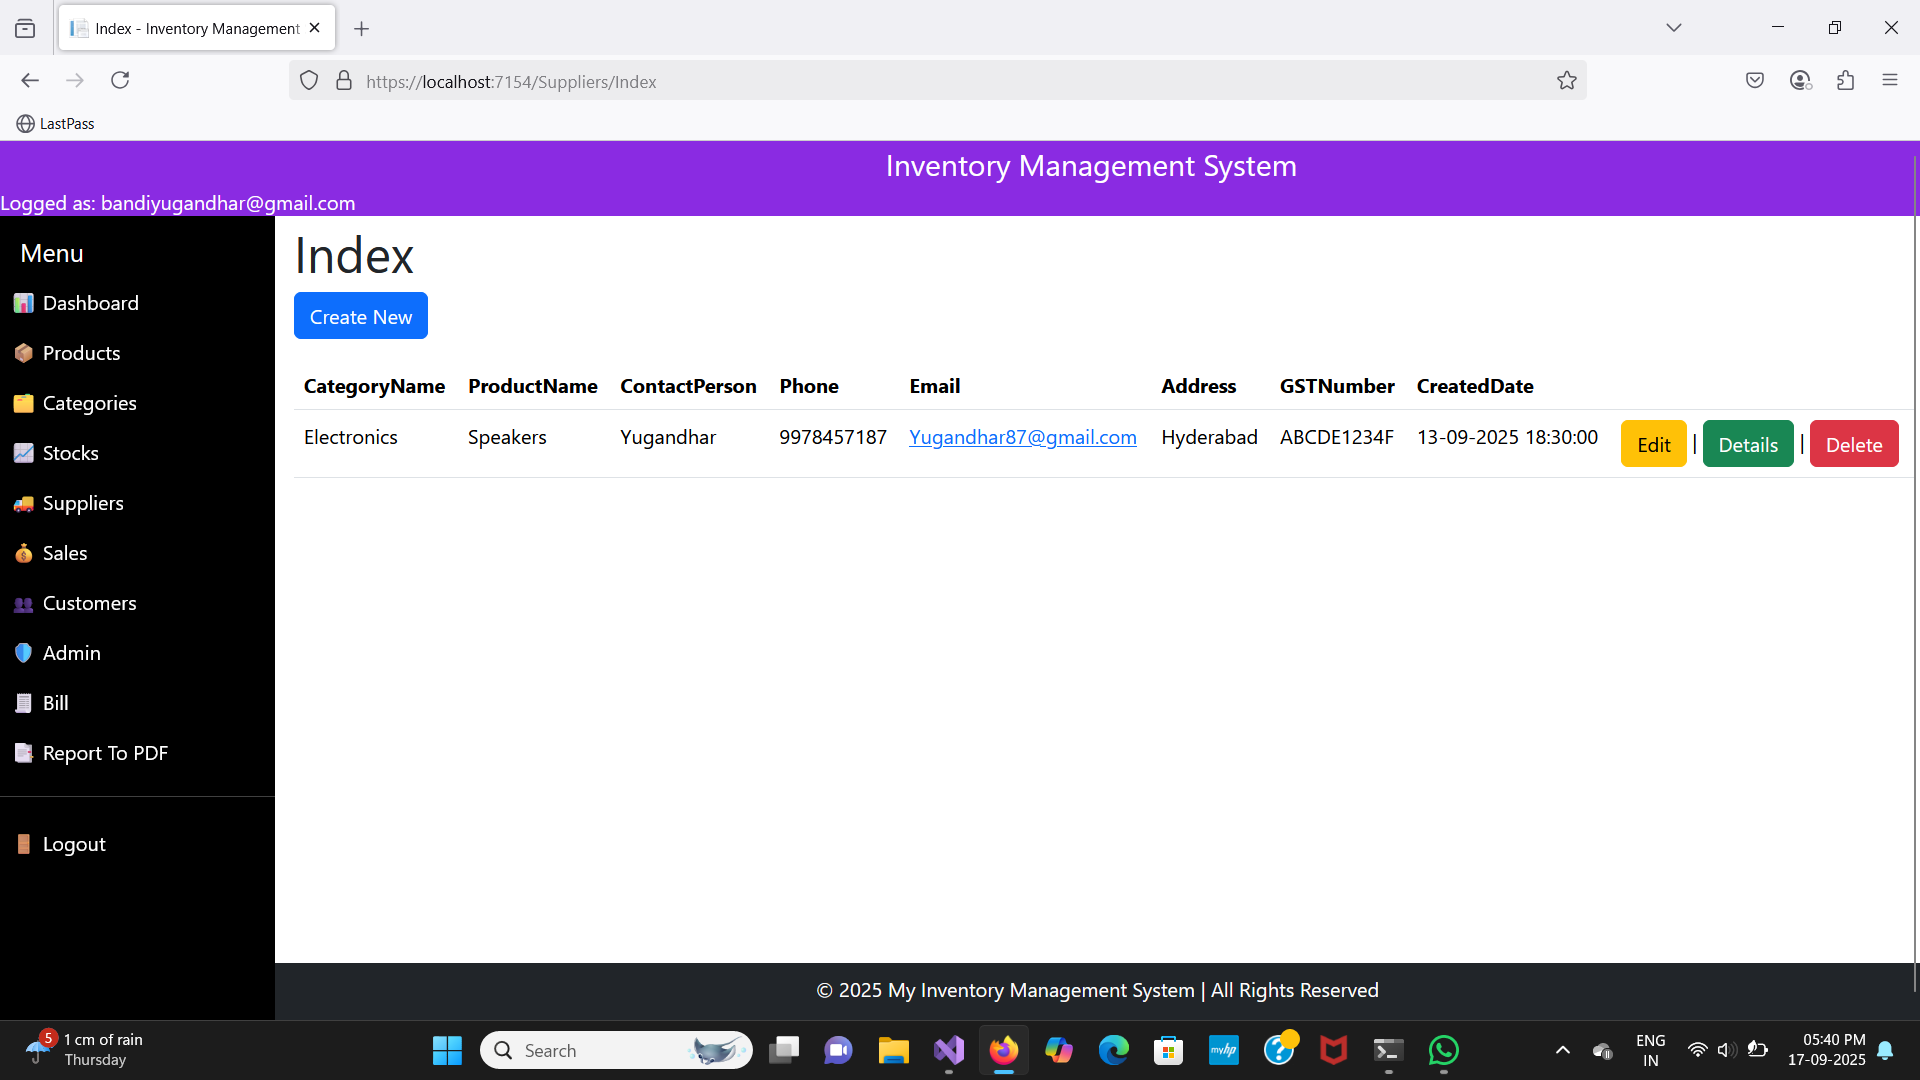 Index - Inventory Management
https://localhost:7154/Suppliers/Index
LastPass
Inventory Management System
Logged as: bandiyugandhar@gmail.com
Menu
Dashboard
Products
Categories
Stocks
Suppliers
Sales
Customers
Admin
Bill
Report To PDF
Logout
Index
Create New
CategoryName ProductName ContactPerson Phone Email Address GSTNumber CreatedDate
Electronics Speakers Yugandhar 9978457187 Yugandhar87@gmail.com Hyderabad ABCDE1234F 13-09-2025 18:30:00 Edit | Details | Delete
© 2025 My Inventory Management System | All Rights Reserved
5
1 cm of rain
Thursday
Search
myhp
ENG
IN
05:40 PM
17-09-2025